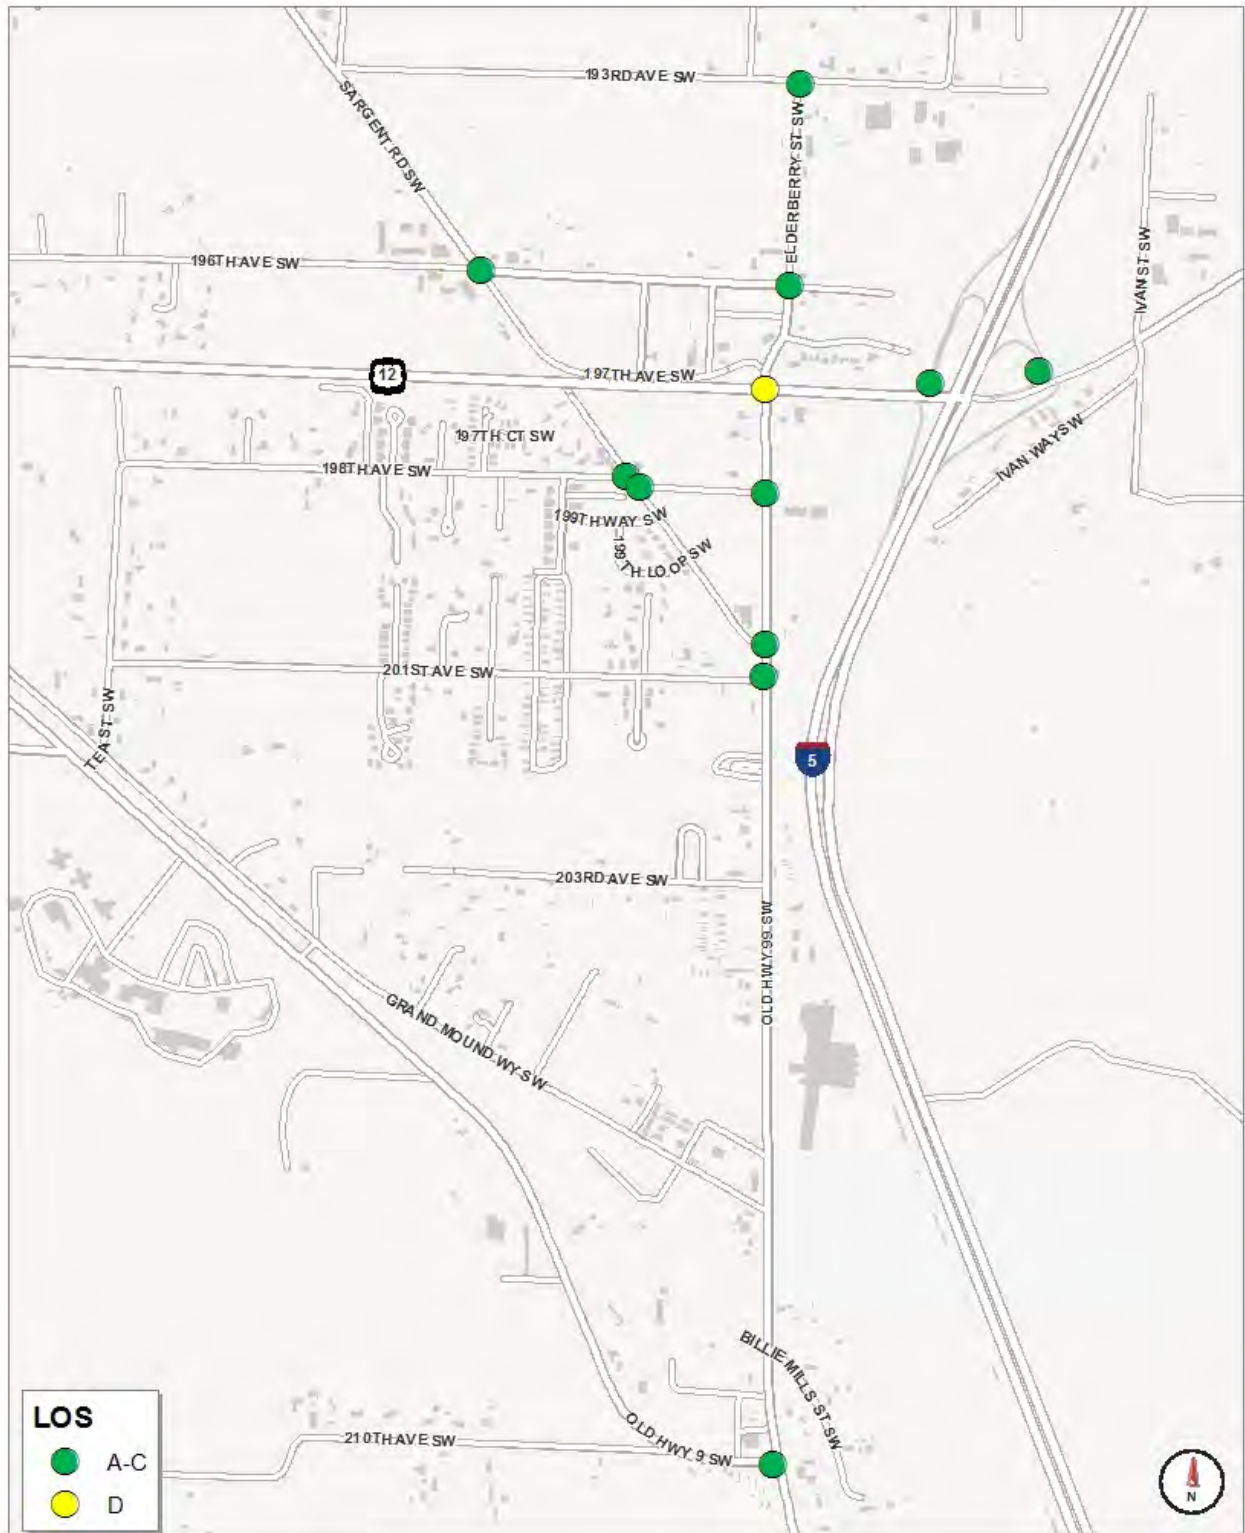 193RD AVE SW
SARGENT RD SW
ELDERBERRY ST SW
IVAN ST SW
196TH AVE SW
12
197TH AVE SW
197TH CT SW
198TH AVE SW
IVAN WAY SW
199TH WAY SW
199TH LOOP SW
201ST AVE SW
TEA ST SW
5
203RD AVE SW
OLD HWY 99 SW
GRAND MOUND WY SW
BILLIE MILLS ST SW
OLD HWY 9 SW
210TH AVE SW
LOS
A-C
D
N